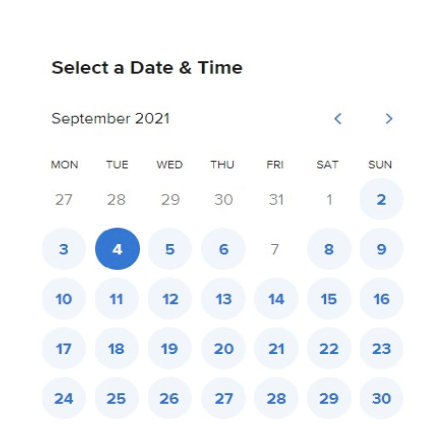 Select a Date & Time
September 2021
MON TUE WED THU FRI SAT SUN
27 28 29 30 31 1 2
3 4 5 6 7 8 9
10 11 12 13 14 15 16
17 18 19 20 21 22 23
24 25 26 27 28 29 30